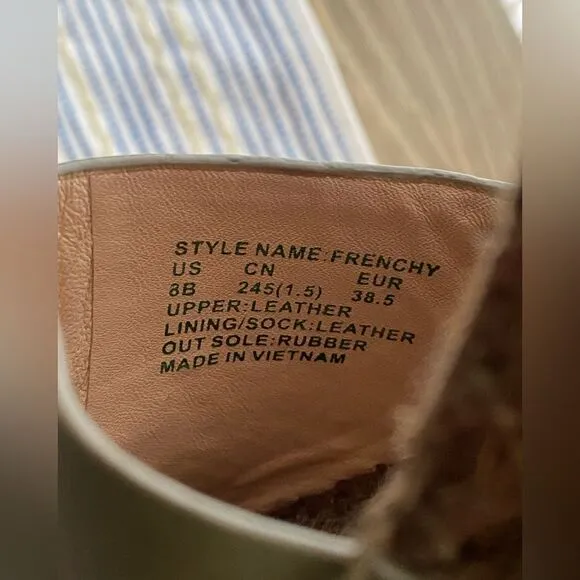 STYLE NAME:FRENCHY
US CN EUR
8B 245(1.5) 38.5
UPPER:LEATHER
LINING/SOCK:LEATHER
OUT SOLE:RUBBER
MADE IN VIETNAM